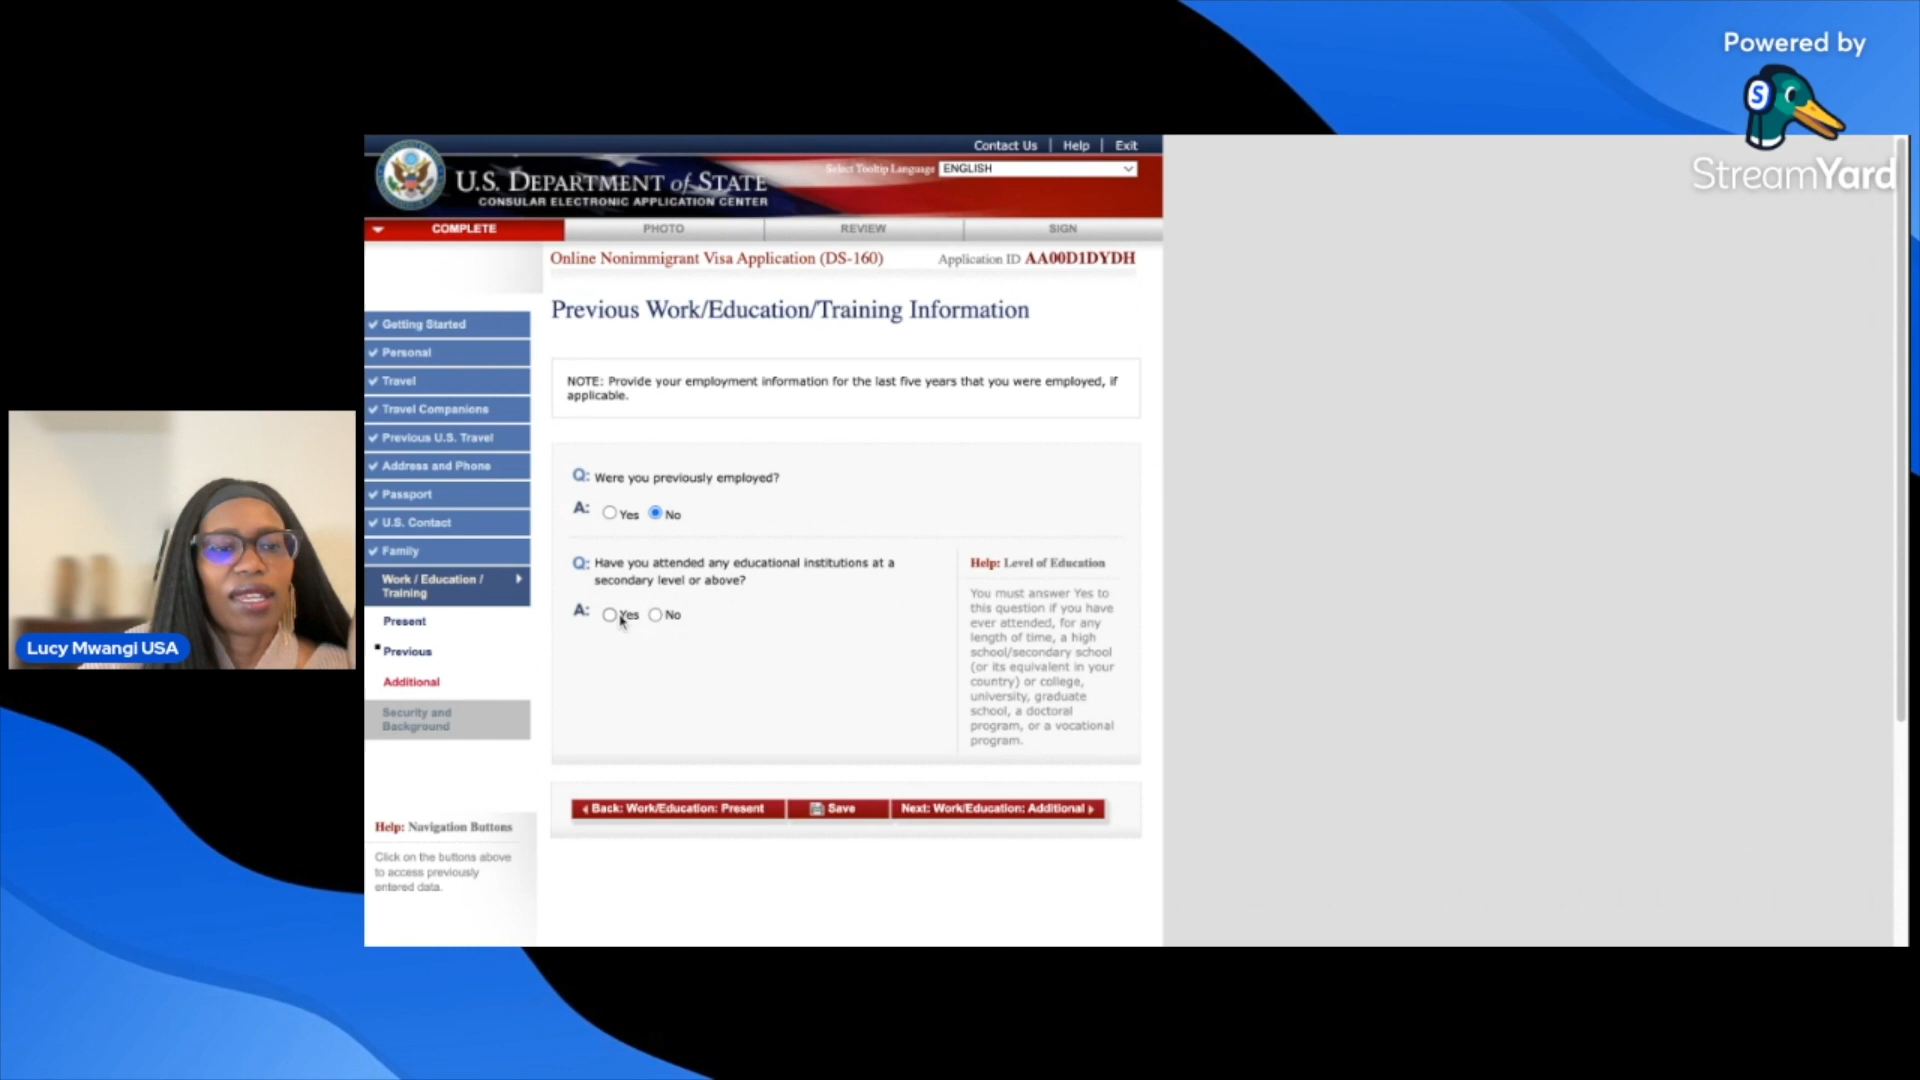 Powered by
StreamYard
Contact Us | Help | Exit
Select Tooltip Language ENGLISH
U.S. DEPARTMENT of STATE
CONSULAR ELECTRONIC APPLICATION CENTER
COMPLETE PHOTO REVIEW SIGN
Online Nonimmigrant Visa Application (DS-160) Application ID AA00D1DYDH
Previous Work/Education/Training Information
Getting Started
Personal
Travel
Travel Companions
Previous U.S. Travel
Address and Phone
Passport
U.S. Contact
Family
Work / Education /
Training
Present
Previous
Additional
Security and
Background
Help: Navigation Buttons
Click on the buttons above
to access previously
entered data.
NOTE: Provide your employment information for the last five years that you were employed, if
applicable.
Q: Were you previously employed?
A: Yes No
Q: Have you attended any educational institutions at a
secondary level or above?
A: Yes No
Help: Level of Education
You must answer Yes to
this question if you have
ever attended, for any
length of time, a high
school/secondary school
(or its equivalent in your
country) or college,
university, graduate
school, a doctoral
program, or a vocational
program.
Back: Work/Education: Present Save Next: Work/Education: Additional
Lucy Mwangi USA